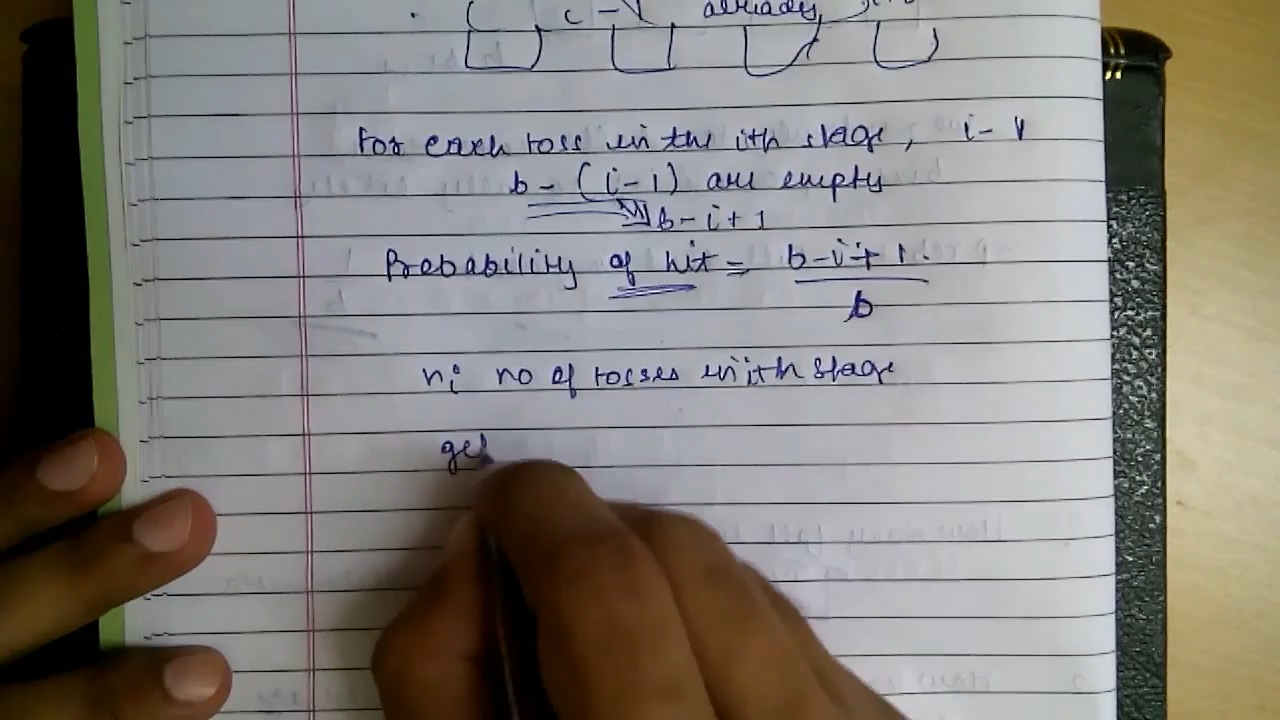 i-1 already
For each toss in the ith stage, i-1
b-(i-1) are empty
b-i+1
Probability of hit = b-i+1
b
ni no of tosses in ith stage
get